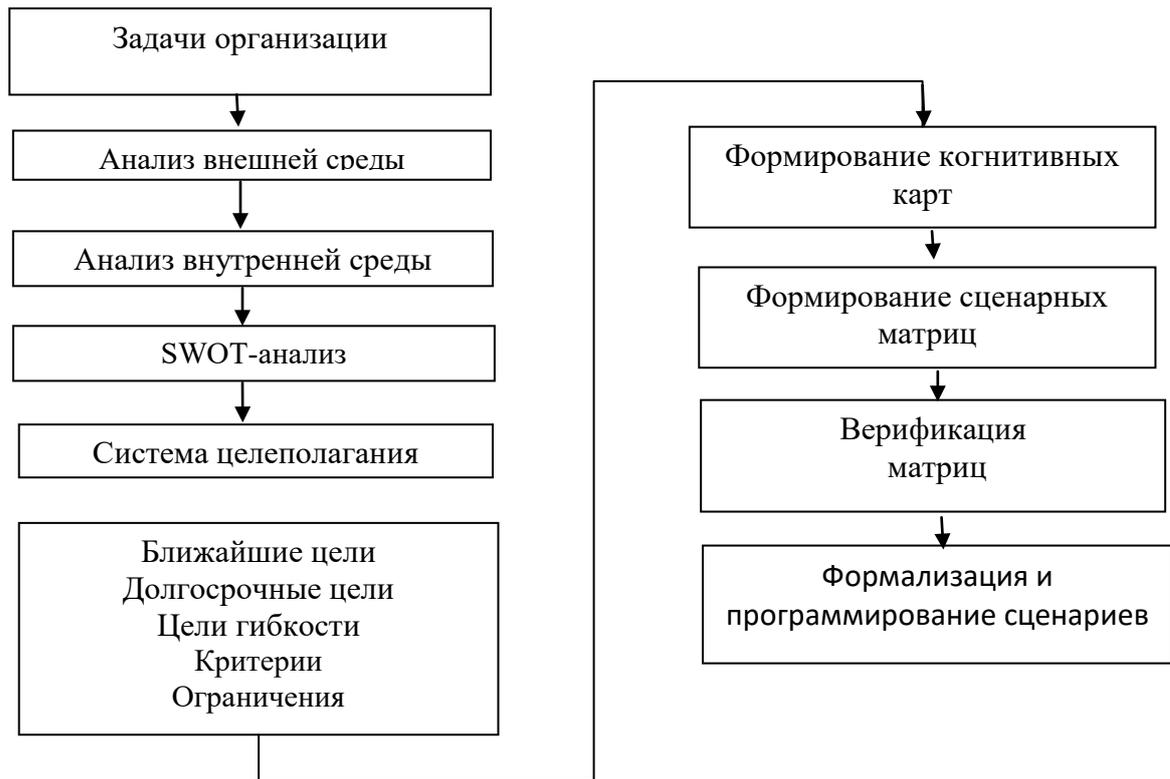 Задачи организации
Анализ внешней среды
Анализ внутренней среды
SWOT-анализ
Система целеполагания
Ближайшие цели
Долгосрочные цели
Цели гибкости
Критерии
Ограничения
Формирование когнитивных
карт
Формирование сценарных
матриц
Верификация
матриц
Формализация и
программирование сценариев